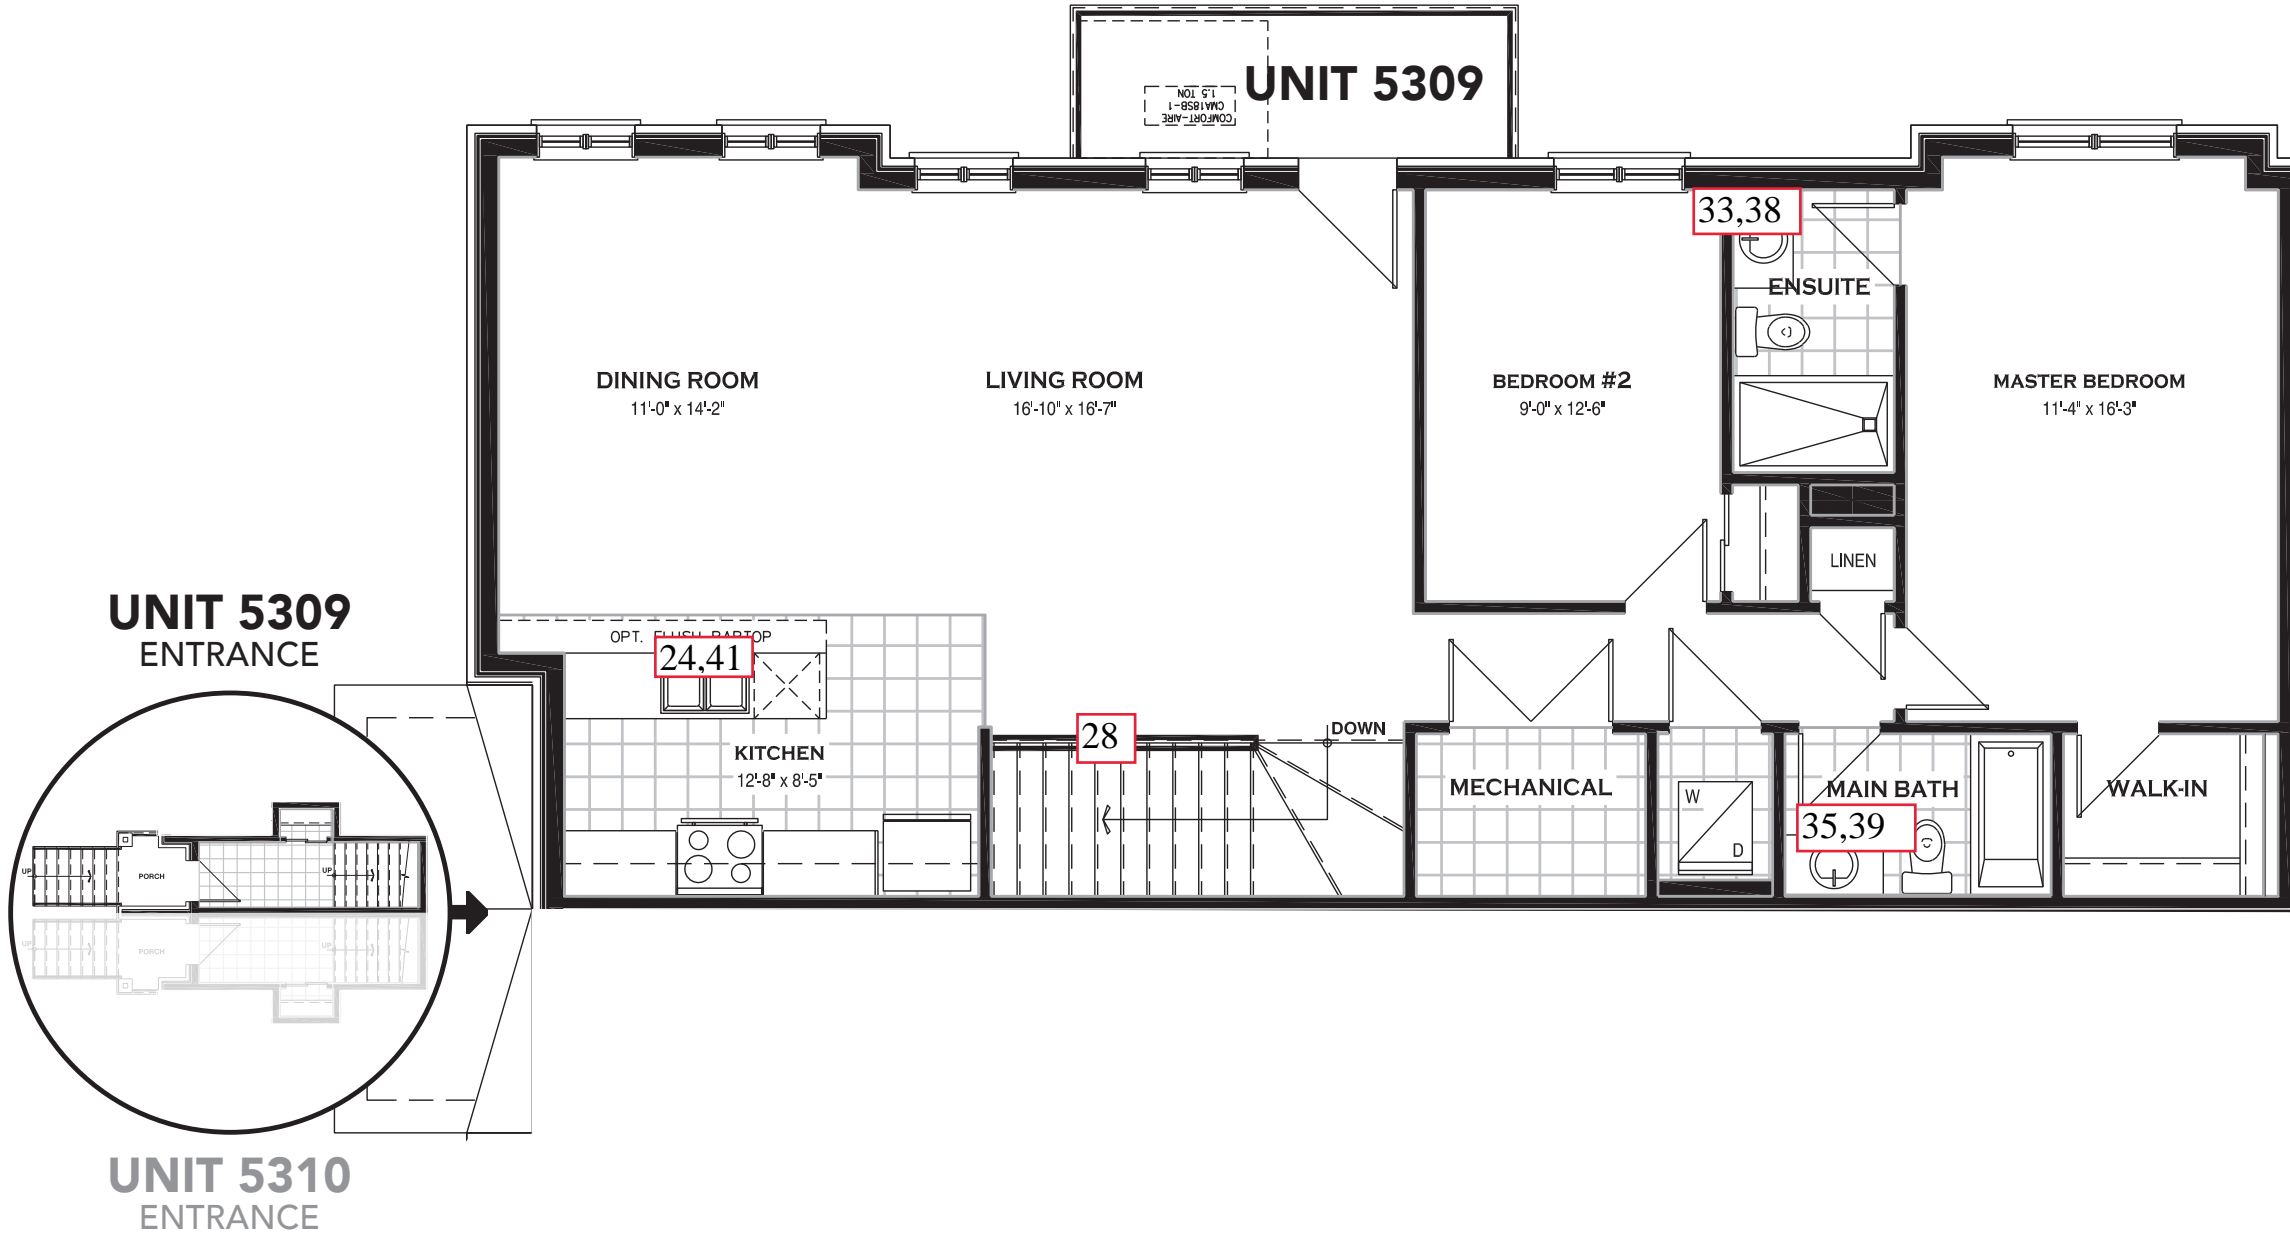 COMFORT-AIRE
CMA18SB-1
1.5 TON
UNIT 5309
33,38
ENSUITE
DINING ROOM
11'-0" x 14'-2"
LIVING ROOM
16'-10" x 16'-7"
BEDROOM #2
9'-0" x 12'-6"
MASTER BEDROOM
11'-4" x 16'-3"
LINEN
UNIT 5309
ENTRANCE
OPT. FLUSH BARTOP
24,41
28
DOWN
KITCHEN
12'-8" x 8'-5"
MECHANICAL
W
D
MAIN BATH
35,39
WALK-IN
UP
PORCH
UP
UP
PORCH
UP
UNIT 5310
ENTRANCE